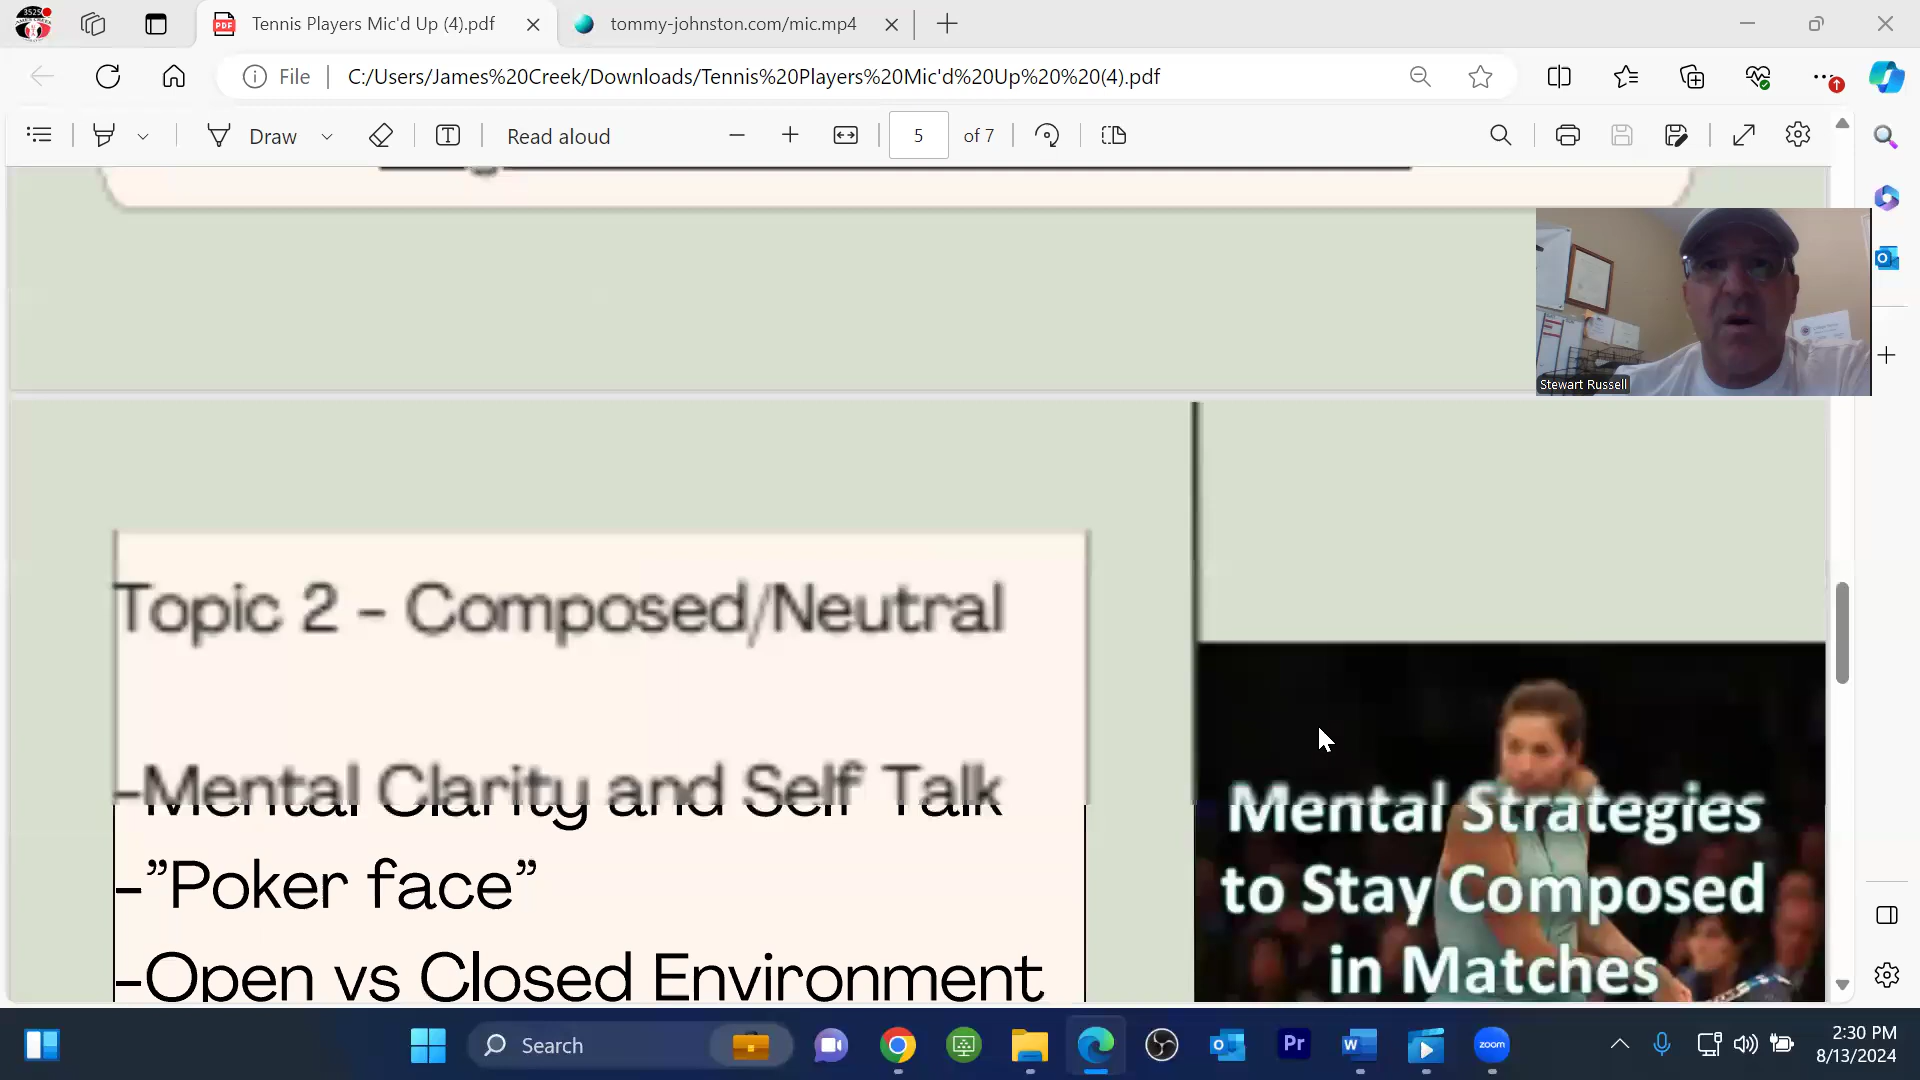 Tennis Players Mic'd Up (4).pdf
tommy-johnston.com/mic.mp4
File
C:/Users/James%20Creek/Downloads/Tennis%20Players%20Mic'd%20Up%20%20(4).pdf
Draw
Read aloud
5
of 7
Stewart Russell
Topic 2 - Composed/Neutral
-Mental Clarity and Self Talk
-"Poker face"
-Open vs Closed Environment
Mental Strategies
to Stay Composed
in Matches
Search
Pr
zoom
2:30 PM
8/13/2024